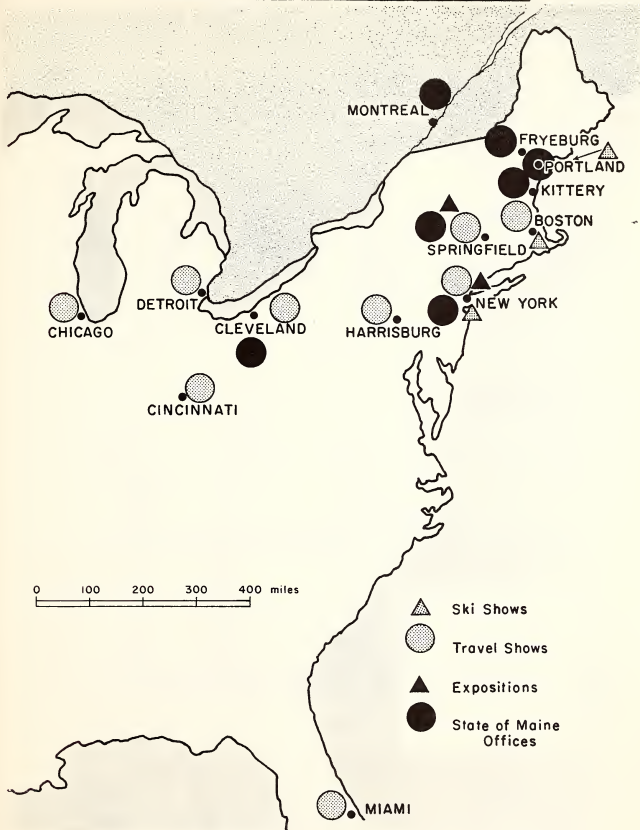 MONTREAL
FRYEBURG
PORTLAND
KITTERY
BOSTON
SPRINGFIELD
DETROIT
NEW YORK
CHICAGO
CLEVELAND
HARRISBURG
CINCINNATI
0 100 200 300 400 miles
Ski Shows
Travel Shows
Expositions
State of Maine
Offices
MIAMI